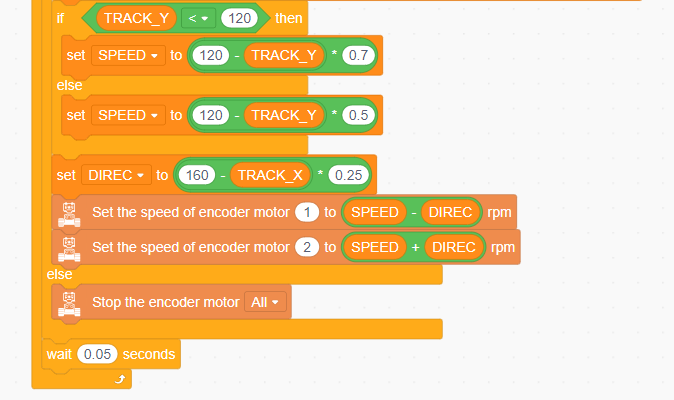 if TRACK_Y < 120 then
set SPEED to 120 - TRACK_Y * 0.7
else
set SPEED to 120 - TRACK_Y * 0.5
set DIREC to 160 - TRACK_X * 0.25
Set the speed of encoder motor 1 to SPEED - DIREC rpm
Set the speed of encoder motor 2 to SPEED + DIREC rpm
else
Stop the encoder motor All
wait 0.05 seconds